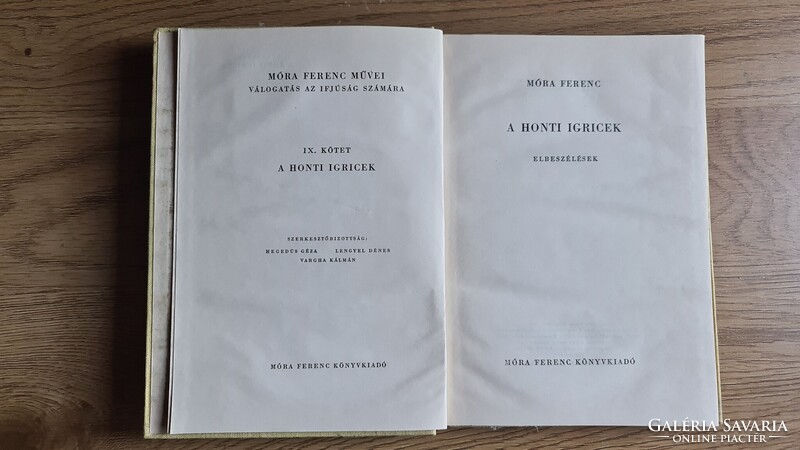 MÓRA FERENC MŰVEI
VÁLOGATÁS AZ IFJÚSÁG SZÁMÁRA
IX. KÖTET
A HONTI IGRICEK
SZERKESZTŐBIZOTTSÁG:
HEGEDŰS GÉZA LENGYEL DÉNES
VARGHA KÁLMÁN
MÓRA FERENC KÖNYVKIADÓ
MÓRA FERENC
A HONTI IGRICEK
ELBESZÉLÉSEK
MÓRA FERENC KÖNYVKIADÓ
GALÉRIA SAVARIA
ONLINE PIACTÉR